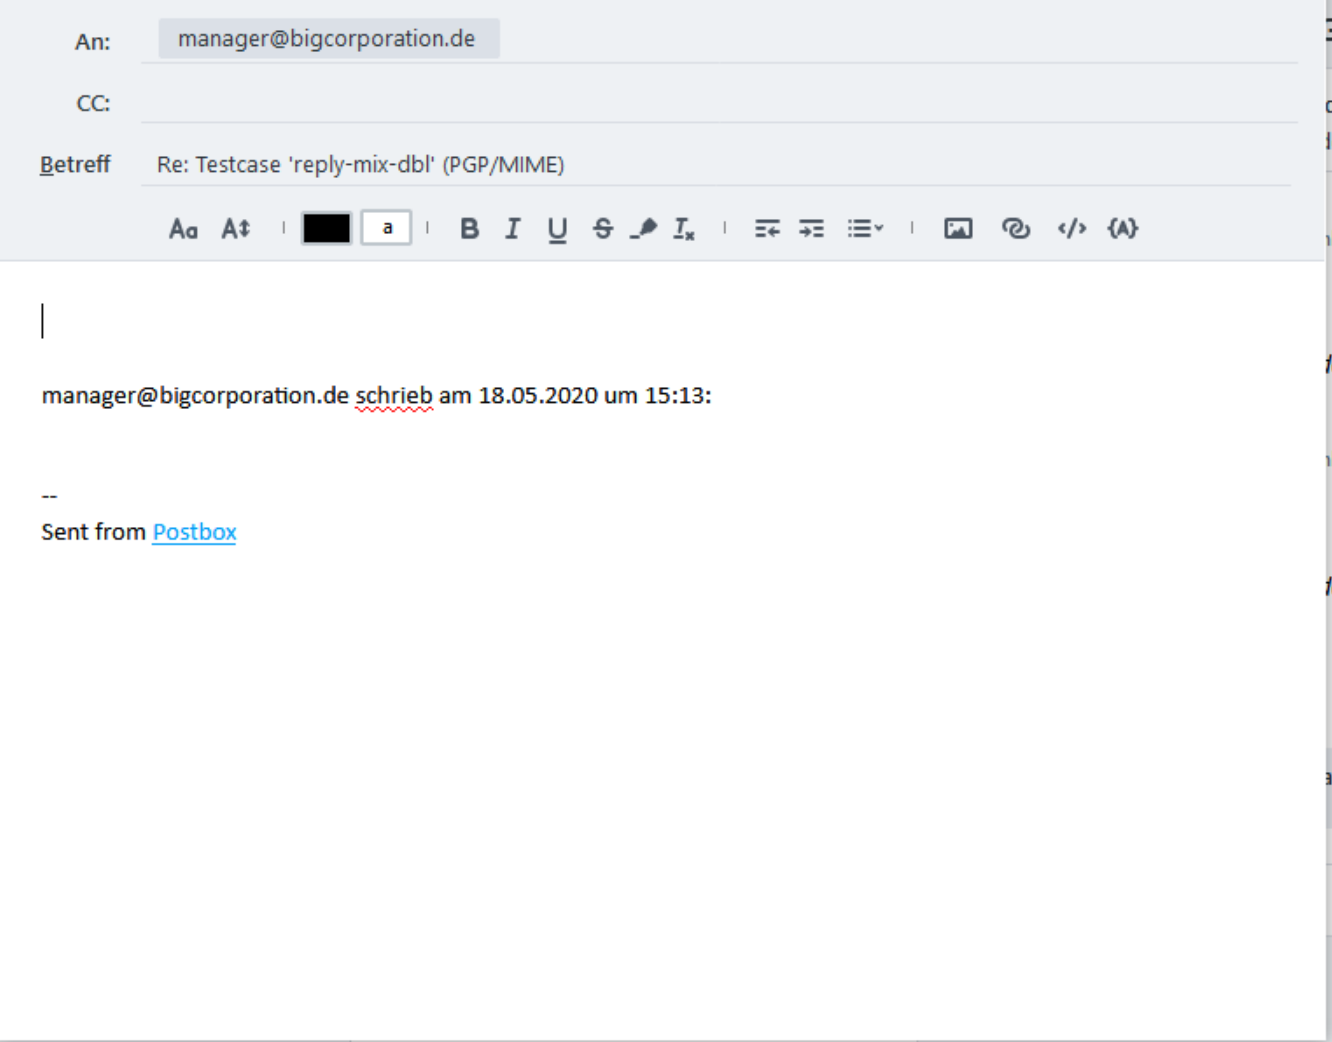 An: manager@bigcorporation.de
CC:
Betreff Re: Testcase 'reply-mix-dbl' (PGP/MIME)
Aa A a B I U S Ix </> {A}
manager@bigcorporation.de schrieb am 18.05.2020 um 15:13:
--
Sent from Postbox